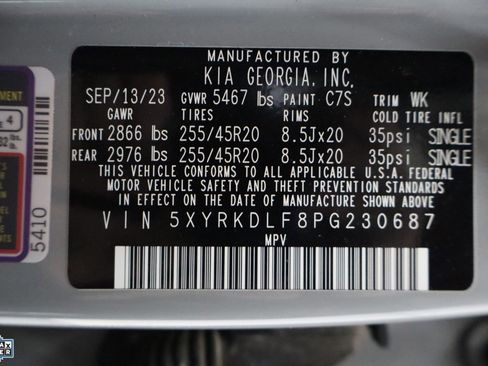 MANUFACTURED BY
KIA GEORGIA, INC.
SEP/13/23 GVWR 5467 lbs PAINT C7S TRIM WK
GAWR TIRES RIMS COLD TIRE INFL
FRONT 2866 lbs 255/45R20 8.5Jx20 35psi SINGLE
REAR 2976 lbs 255/45R20 8.5Jx20 35psi SINGLE
THIS VEHICLE CONFORMS TO ALL APPLICABLE U.S.A FEDERAL
MOTOR VEHICLE SAFETY AND THEFT PREVENTION STANDARDS
IN EFFECT ON THE DATE OF MANUFACTURE SHOWN ABOVE
VIN 5XYRKDLF8PG230687
MPV
4
5410